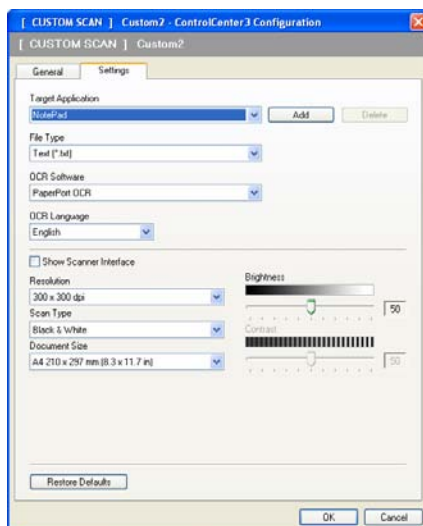 [ CUSTOM SCAN ] Custom2 - ControlCenter3 Configuration
[ CUSTOM SCAN ] Custom2
General Settings
Target Application
NotePad Add Delete
File Type
Text (*.txt)
OCR Software
PaperPort OCR
OCR Language
English
Show Scanner Interface
Resolution Brightness
300 x 300 dpi 50
Scan Type Contrast
Black & White
Document Size
A4 210 x 297 mm (8.3 x 11.7 in) 50
Restore Defaults
OK Cancel